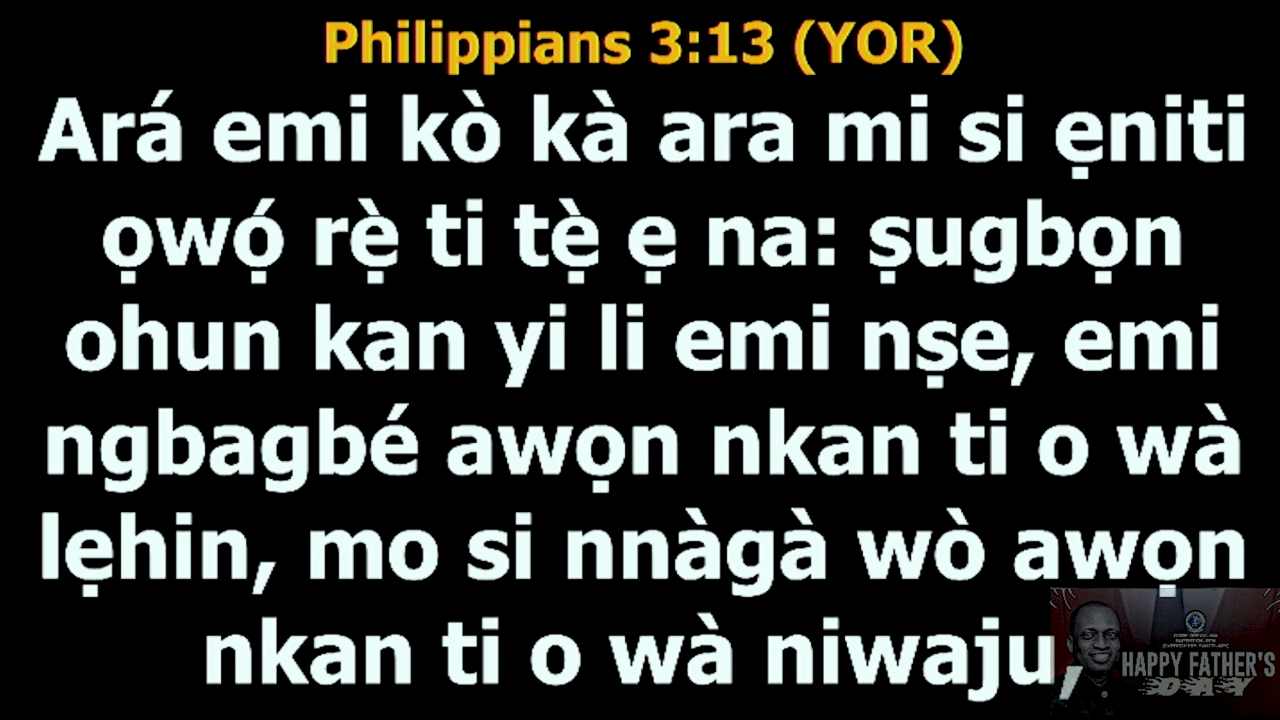 Philippians 3:13 (YOR)
Ará emi kò kà ara mi si ẹniti
ọwọ́ rẹ̀ ti tẹ̀ ẹ na: ṣugbọn
ohun kan yi li emi nṣe, emi
ngbagbé awọn nkan ti o wà
lẹhin, mo si nnàgà wò awọn
nkan ti o wà niwaju,
BAPTIST CHURCH
HAPPY FATHER'S
DAY